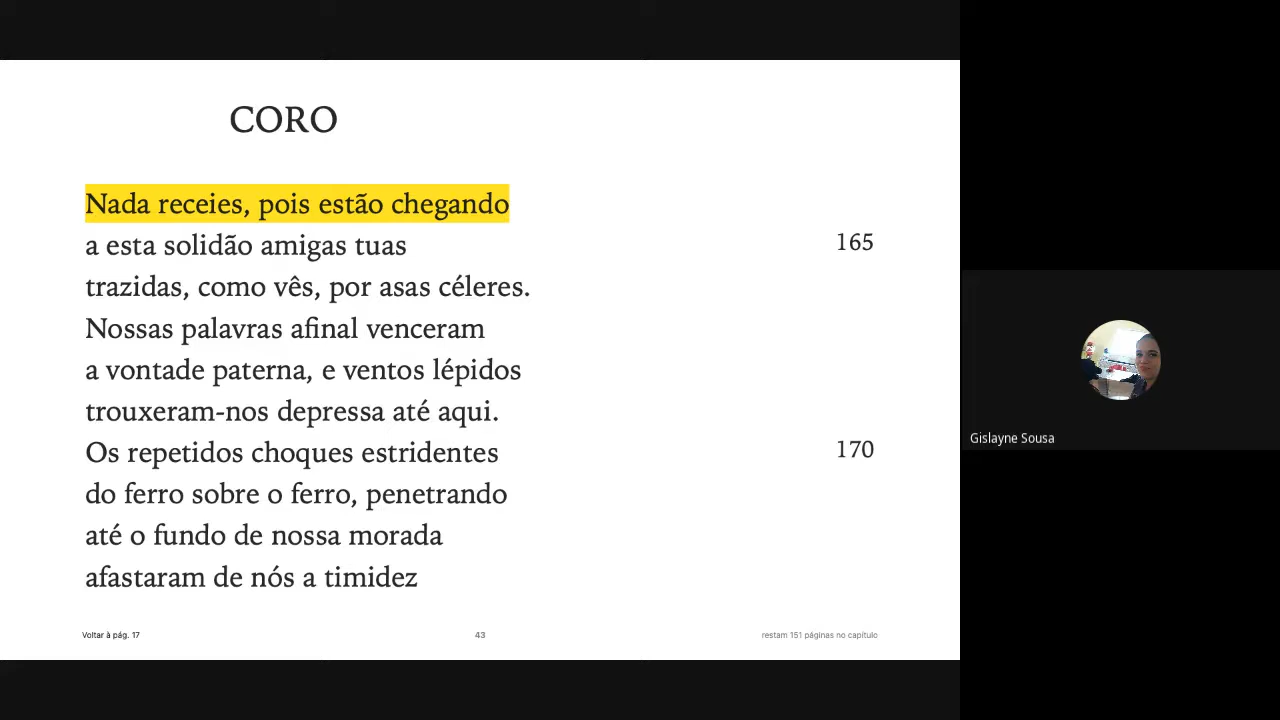 CORO
Nada receies, pois estão chegando
a esta solidão amigas tuas 165
trazidas, como vês, por asas céleres.
Nossas palavras afinal venceram
a vontade paterna, e ventos lépidos
trouxeram-nos depressa até aqui.
Os repetidos choques estridentes 170
do ferro sobre o ferro, penetrando
até o fundo de nossa morada
afastaram de nós a timidez
Voltar à pág. 17 43 restam 151 páginas no capítulo
Gislayne Sousa